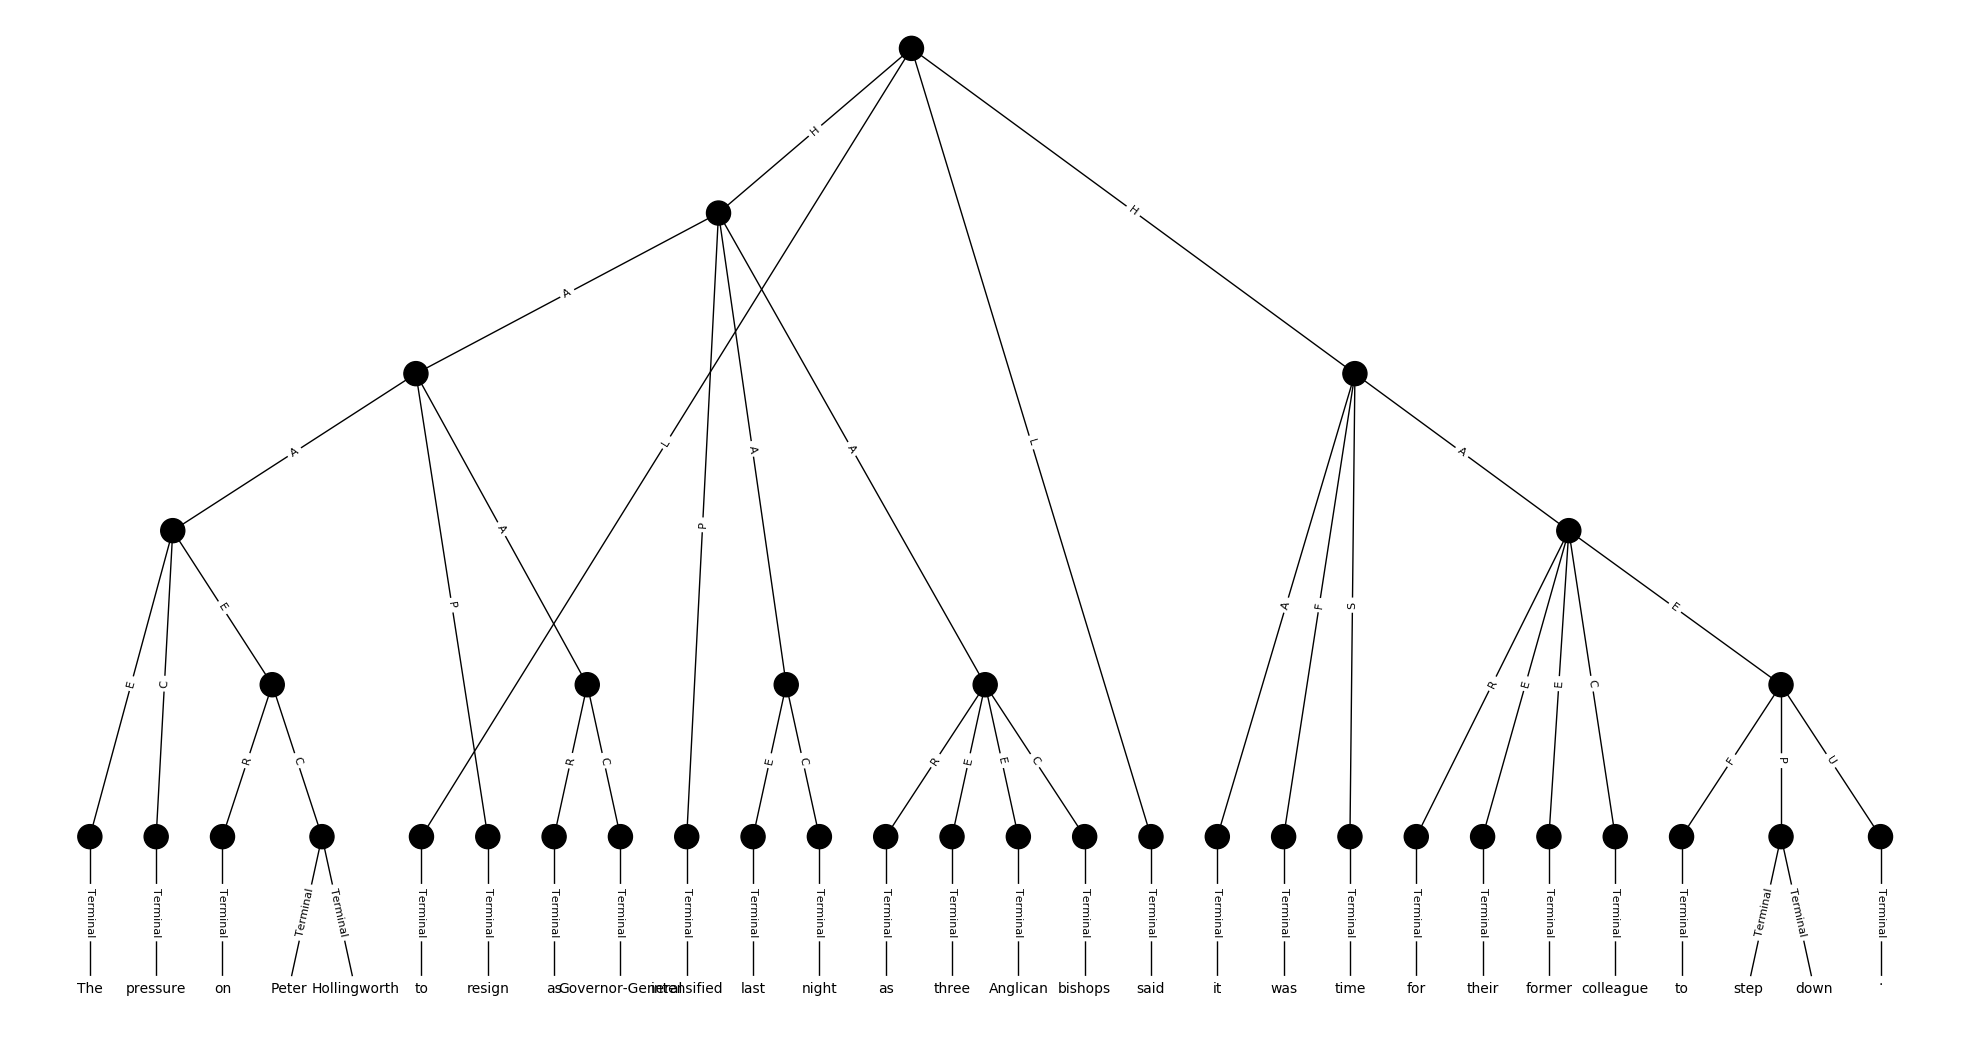 H
H
A
L
L
A
A
A
A
P
P
A
E
P
A
F
S
E
E
C
R
E
E
C
R
C
R
C
E
C
R
E
E
C
F
P
U
Terminal Terminal Terminal Terminal Terminal Terminal Terminal Terminal Terminal Terminal Terminal Terminal Terminal Terminal Terminal Terminal Terminal Terminal Terminal Terminal Terminal Terminal Terminal Terminal Terminal Terminal Terminal Terminal
The pressure on Peter Hollingworth to resign as Governor-General intensified last night as three Anglican bishops said it was time for their former colleague to step down .